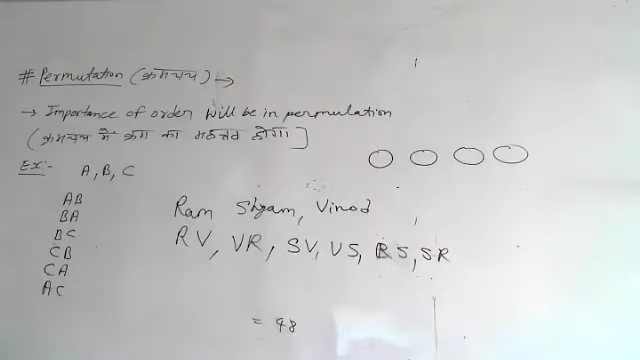 # Permutation (क्रमचय) →
→ Importance of order will be in permulation
(क्रमचय में क्रम का महत्व होगा]
Ex:- A, B, C
AB
BA
BC
CB
CA
AC
Ram Shyam, Vinod
RV, VR, SV, VS, RS, SR
= 48